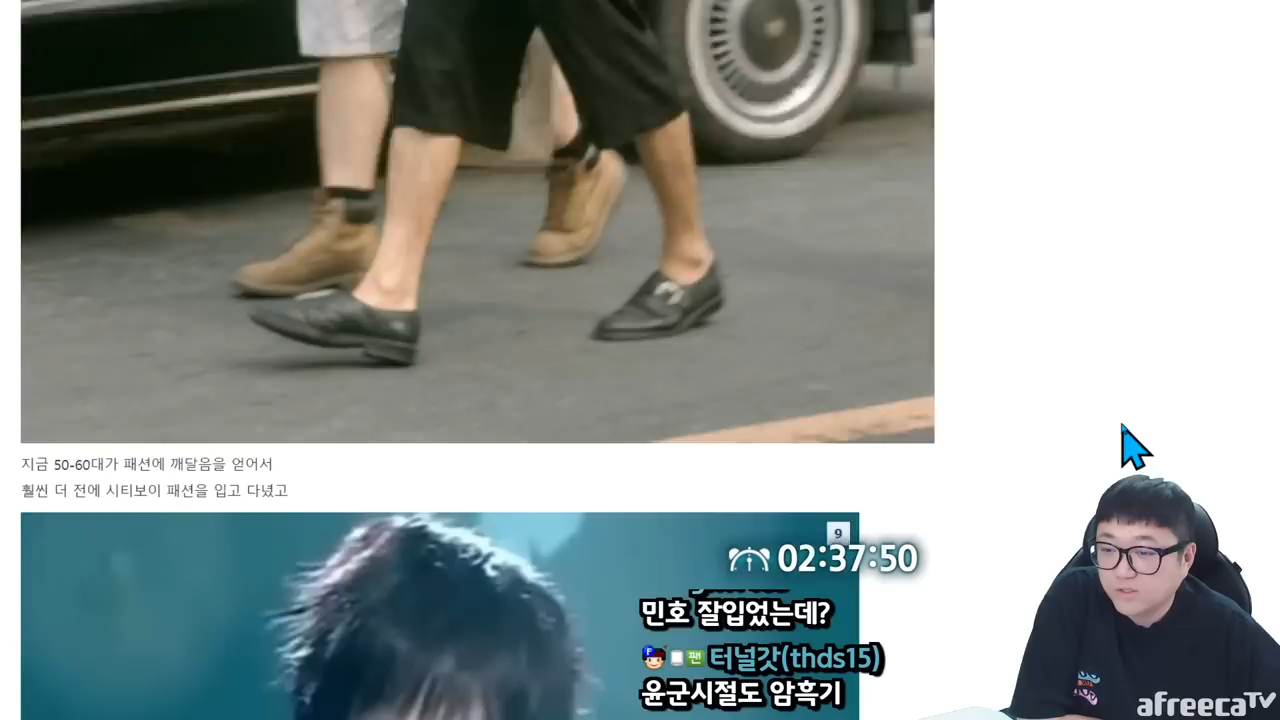 지금 50-60대가 패션에 깨달음을 얻어서
훨씬 더 전에 시티보이 패션을 입고 다녔고
9
02:37:50
민호 잘입었는데?
팬 터널갓(thds15)
윤군시절도 암흑기
afreecaTV